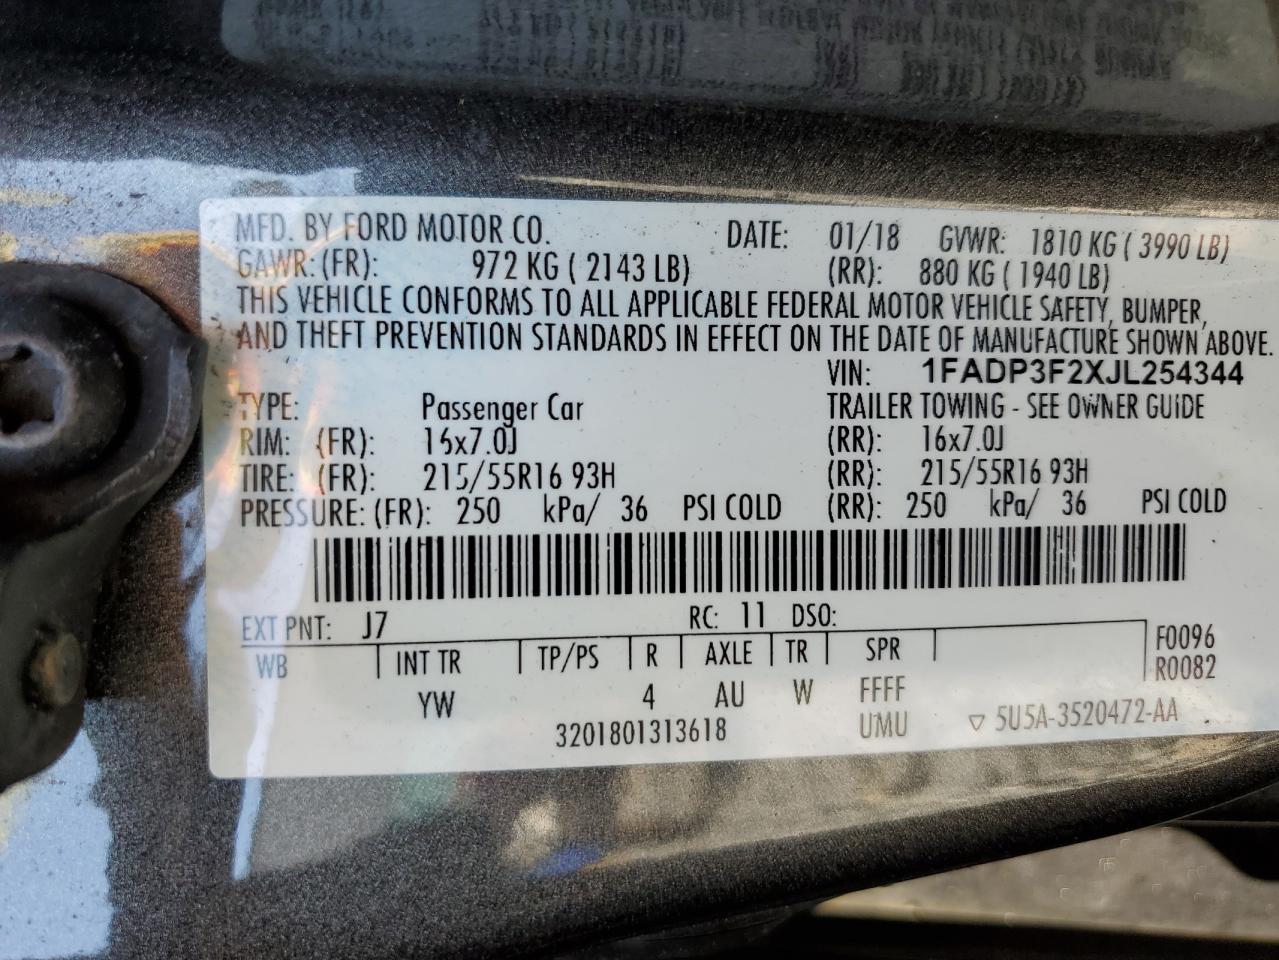 MFD. BY FORD MOTOR CO. DATE: 01/18 GVWR: 1810 KG ( 3990 LB)
GAWR: (FR): 972 KG ( 2143 LB) (RR): 880 KG ( 1940 LB)
THIS VEHICLE CONFORMS TO ALL APPLICABLE FEDERAL MOTOR VEHICLE SAFETY, BUMPER,
AND THEFT PREVENTION STANDARDS IN EFFECT ON THE DATE OF MANUFACTURE SHOWN ABOVE.
VIN: 1FADP3F2XJL254344
TYPE: Passenger Car TRAILER TOWING - SEE OWNER GUIDE
RIM: (FR): 16x7.0J (RR): 16x7.0J
TIRE: (FR): 215/55R16 93H (RR): 215/55R16 93H
PRESSURE: (FR): 250 kPa/ 36 PSI COLD (RR): 250 kPa/ 36 PSI COLD
EXT PNT: J7 RC: 11 DSO:
WB INT TR TP/PS R AXLE TR SPR F0096
R0082
YW 4 AU W FFFF
3201801313618 UMU ▽ 5U5A-3520472-AA